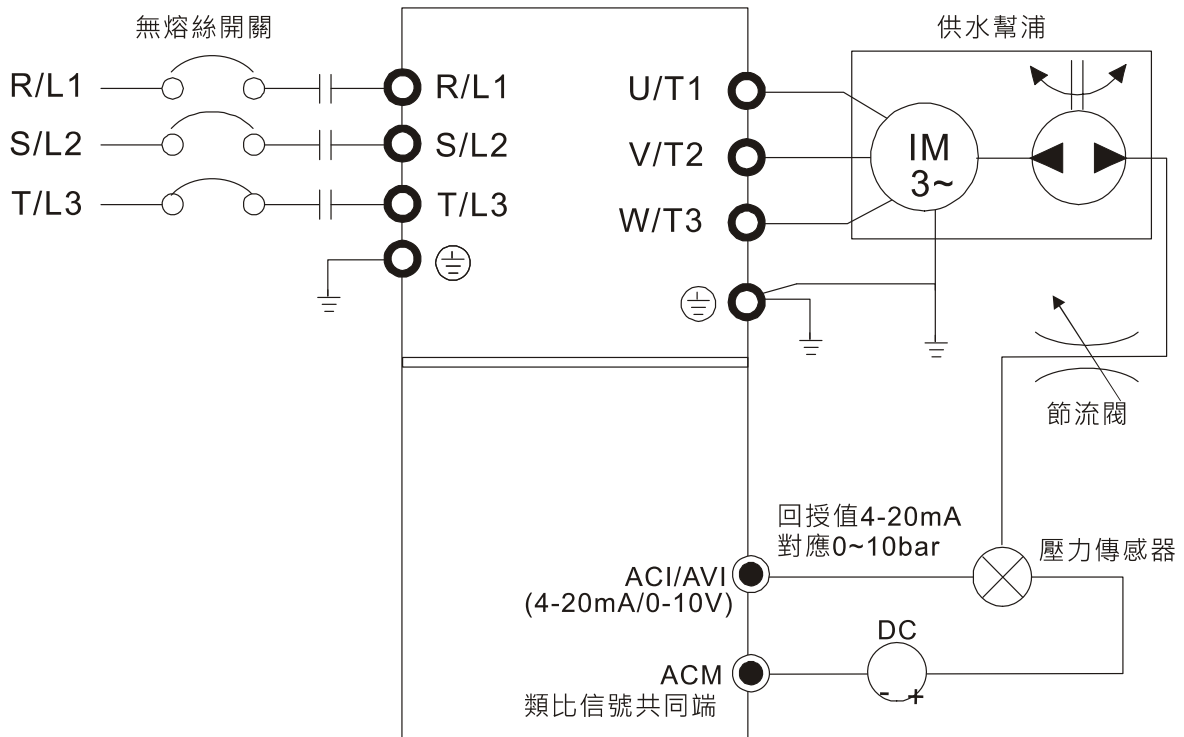 無熔絲開關
供水幫浦
R/L1
R/L1
U/T1
S/L2
S/L2
V/T2
IM
3~
T/L3
T/L3
W/T3
節流閥
回授值4-20mA
對應0~10bar
壓力傳感器
ACI/AVI
(4-20mA/0-10V)
DC
- +
ACM
類比信號共同端